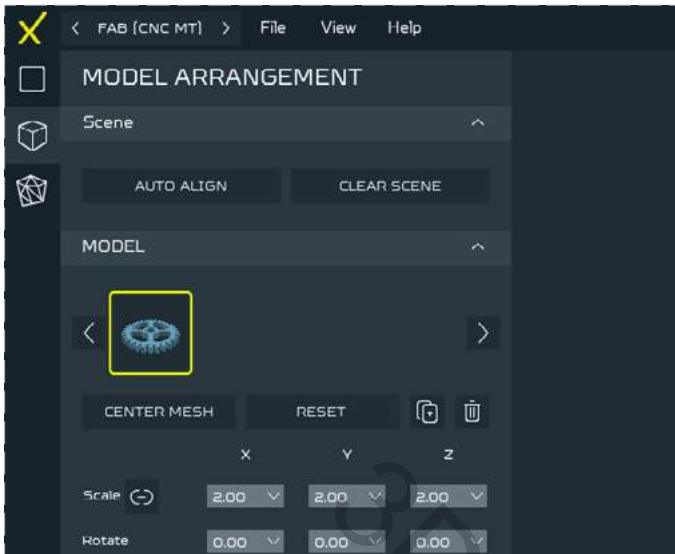 FAB (CNC MT) File View Help
MODEL ARRANGEMENT
Scene
AUTO ALIGN CLEAR SCENE
MODEL
CENTER MESH RESET
X Y Z
Scale 2.00 2.00 2.00
Rotate 0.00 0.00 0.00